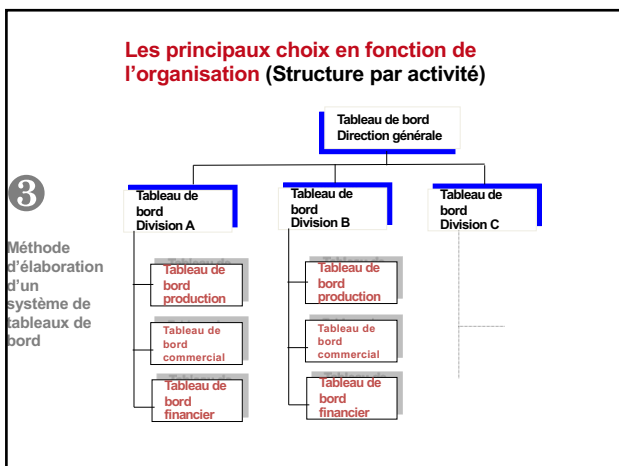 Les principaux choix en fonction de
l'organisation (Structure par activité)
Tableau de bord
Direction générale
❸
Méthode
d'élaboration
d'un
système de
tableaux de
bord
Tableau de
bord
Division A
Tableau de
bord
Division B
Tableau de
bord
Division C
Tableau de
bord
production
Tableau de
bord
commercial
Tableau de
bord
financier
Tableau de
bord
production
Tableau de
bord
commercial
Tableau de
bord
financier